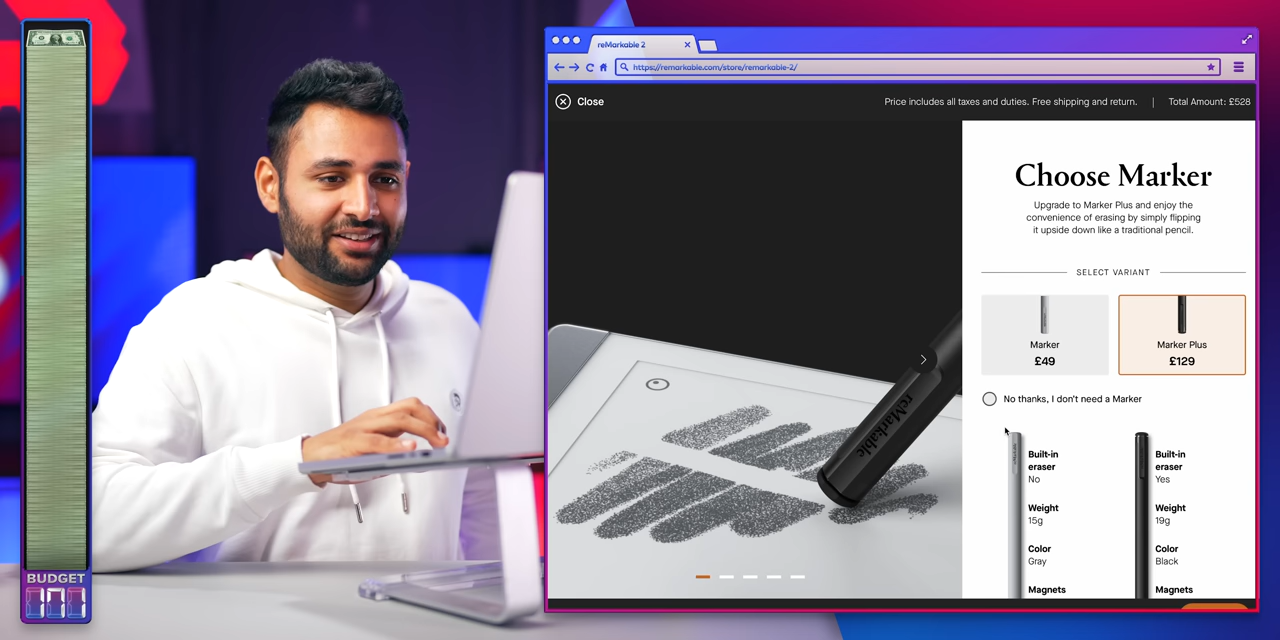 reMarkable 2
https://remarkable.com/store/remarkable-2/
Close
Price includes all taxes and duties. Free shipping and return. | Total Amount: £528
Choose Marker
Upgrade to Marker Plus and enjoy the
convenience of erasing by simply flipping
it upside down like a traditional pencil.
SELECT VARIANT
Marker
£49
Marker Plus
£129
No thanks, I don't need a Marker
Built-in
eraser
No
Weight
15g
Color
Gray
Magnets
Built-in
eraser
Yes
Weight
19g
Color
Black
Magnets
reMarkable
BUDGET